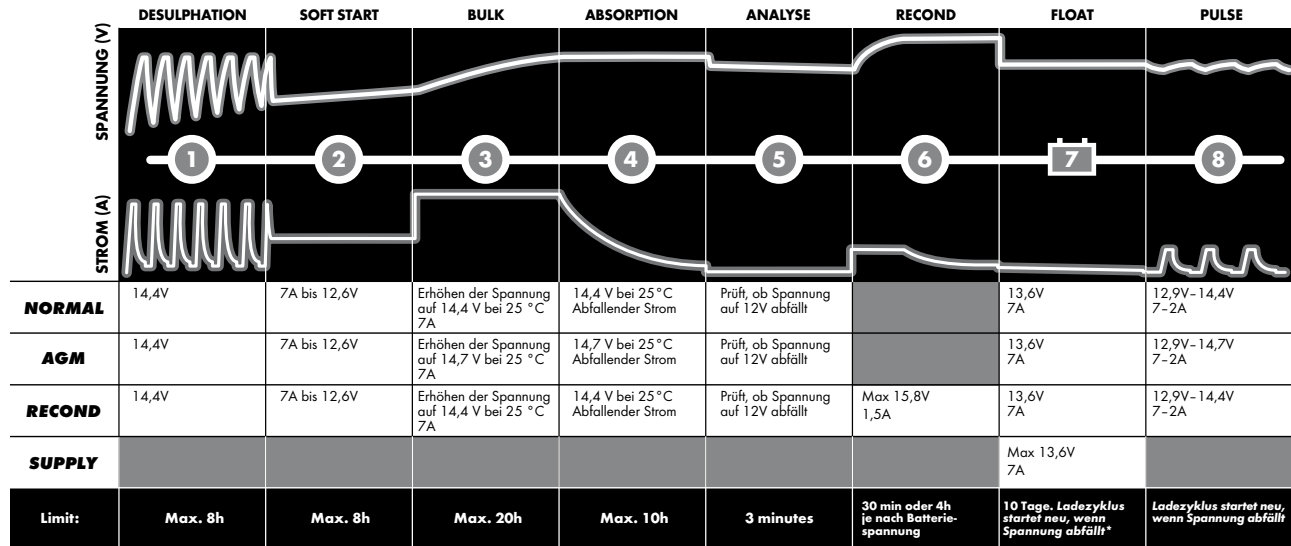 DESULPHATION SOFT START BULK ABSORPTION ANALYSE RECOND FLOAT PULSE
SPANNUNG (V)
1 2 3 4 5 6 7 8
STROM (A)
NORMAL
14,4V
7A bis 12,6V
Erhöhen der Spannung
auf 14,4 V bei 25 °C
7A
14,4 V bei 25°C
Abfallender Strom
Prüft, ob Spannung
auf 12V abfällt
13,6V
7A
12,9V–14,4V
7–2A
AGM
14,4V
7A bis 12,6V
Erhöhen der Spannung
auf 14,7 V bei 25 °C
7A
14,7 V bei 25°C
Abfallender Strom
Prüft, ob Spannung
auf 12V abfällt
13,6V
7A
12,9V–14,7V
7–2A
RECOND
14,4V
7A bis 12,6V
Erhöhen der Spannung
auf 14,4 V bei 25 °C
7A
14,4 V bei 25°C
Abfallender Strom
Prüft, ob Spannung
auf 12V abfällt
Max 15,8V
1,5A
13,6V
7A
12,9V–14,4V
7–2A
SUPPLY
Max 13,6V
7A
Limit:
Max. 8h
Max. 8h
Max. 20h
Max. 10h
3 minutes
30 min oder 4h
je nach Batterie-
spannung
10 Tage. Ladezyklus
startet neu, wenn
Spannung abfällt*
Ladezyklus startet neu,
wenn Spannung abfällt